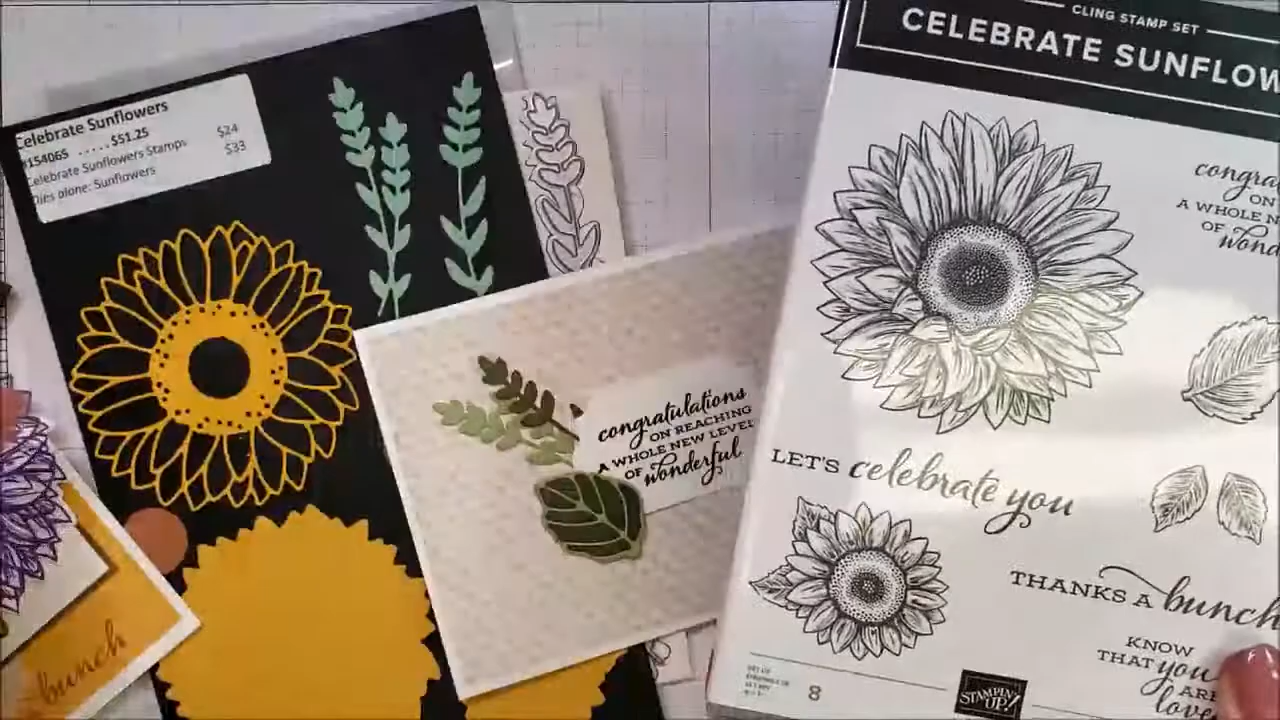 Celebrate Sunflowers
#154065 .....$51.25
Celebrate Sunflowers Stamps $24
Dies alone: Sunflowers $33
bunch
congratulations
ON REACHING
A WHOLE NEW LEVEL
OF wonderful
CLING STAMP SET
CELEBRATE SUNFLOW
congra
ON
A WHOLE N
OF wond
LET'S celebrate you
THANKS A bunch
KNOW
THAT you
ARE
love
8
STAMPIN' UP!